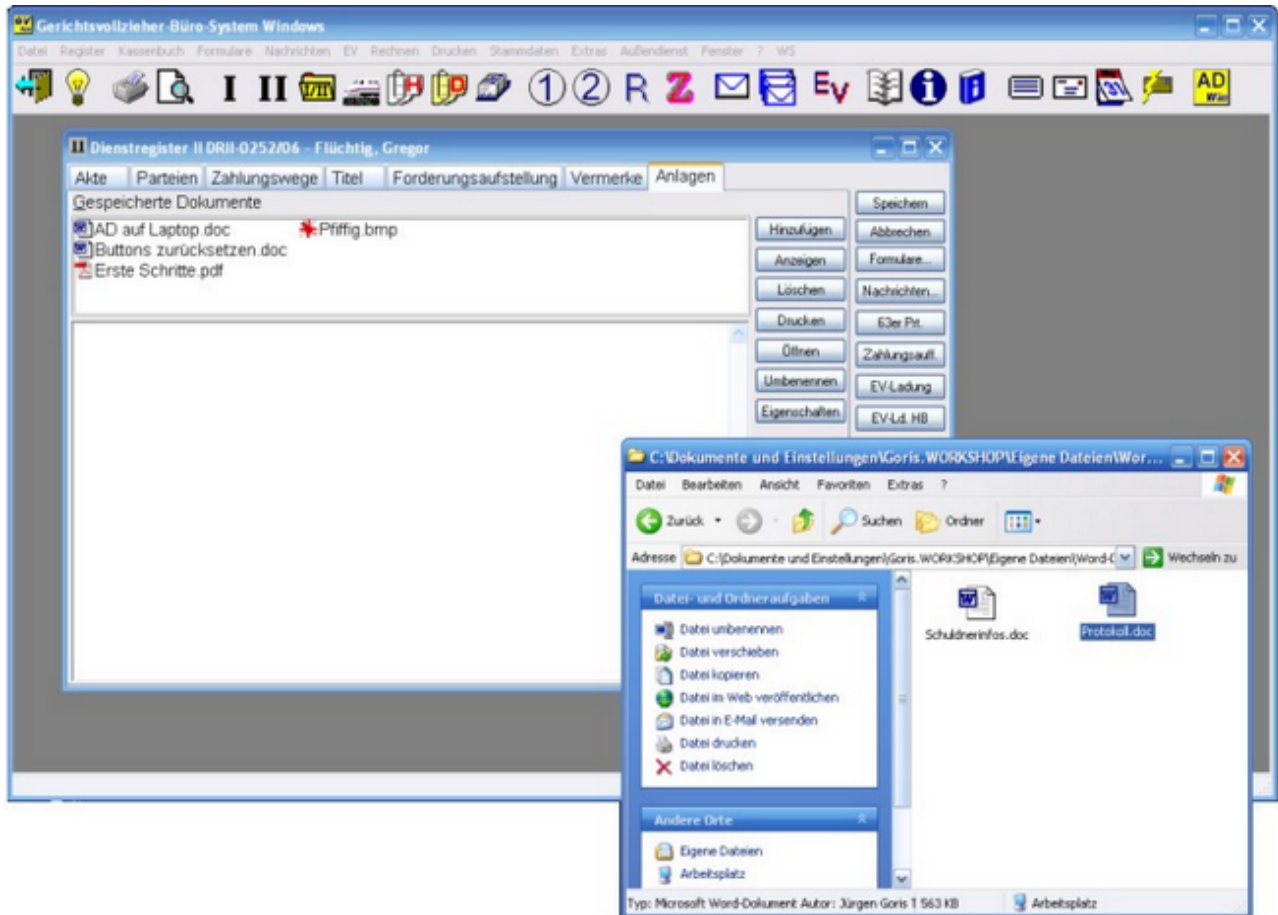 Gerichtsvollzieher-Büro-System Windows
Datei Register Kassenbuch Formulare Nachrichten EV Rechnen Drucken Stammdaten Extras Außendienst Fenster ? WS
I II I/II H D 1 2 R Z EV i 31 AD Win
II Dienstregister II DRII-0252/06 - Flüchtig, Gregor
Akte Parteien Zahlungswege Titel Forderungsaufstellung Vermerke Anlagen
Gespeicherte Dokumente
AD auf Laptop.doc Pfiffig.bmp
Buttons zurücksetzen.doc
Erste Schritte.pdf
Hinzufügen
Anzeigen
Löschen
Drucken
Öffnen
Umbenennen
Eigenschaften
Speichern
Abbrechen
Formulare...
Nachrichten...
63er Prt.
Zahlungsauff.
EV-Ladung
EV-Ld. HB
C:\Dokumente und Einstellungen\Goris.WORKSHOP\Eigene Dateien\Wor...
Datei Bearbeiten Ansicht Favoriten Extras ?
Zurück Suchen Ordner
Adresse C:\Dokumente und Einstellungen\Goris.WORKSHOP\Eigene Dateien\Word-D Wechseln zu
Datei- und Ordneraufgaben
Datei umbenennen
Datei verschieben
Datei kopieren
Datei im Web veröffentlichen
Datei in E-Mail versenden
Datei drucken
Datei löschen
Andere Orte
Eigene Dateien
Arbeitsplatz
Schuldnerinfos.doc Protokoll.doc
Typ: Microsoft Word-Dokument Autor: Jürgen Goris T 563 KB Arbeitsplatz